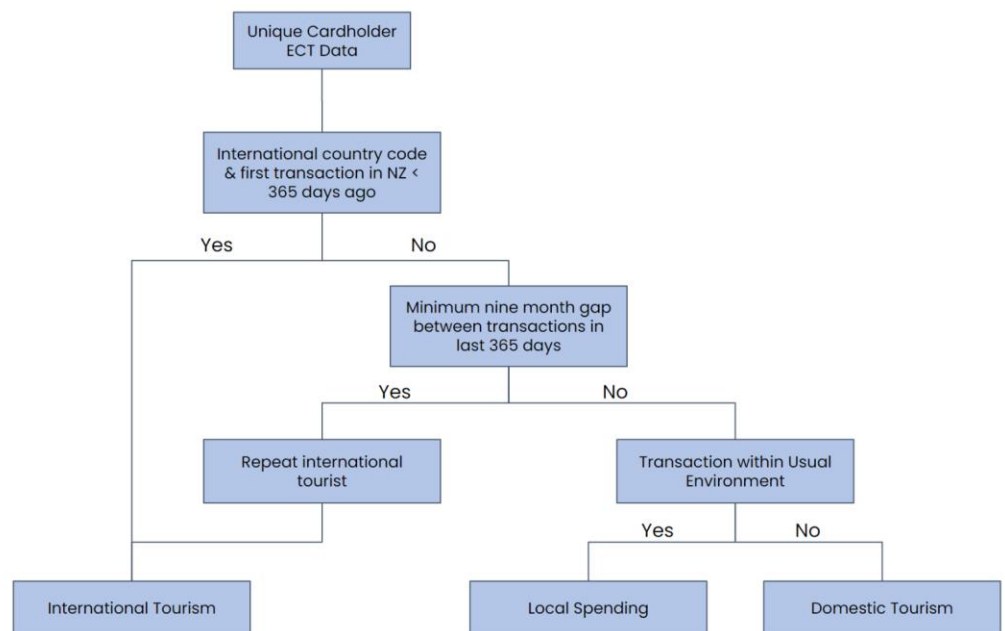 Unique Cardholder
ECT Data
International country code
& first transaction in NZ <
365 days ago
Yes
No
Minimum nine month gap
between transactions in
last 365 days
Yes
No
Repeat international
tourist
Transaction within Usual
Environment
Yes
No
International Tourism
Local Spending
Domestic Tourism